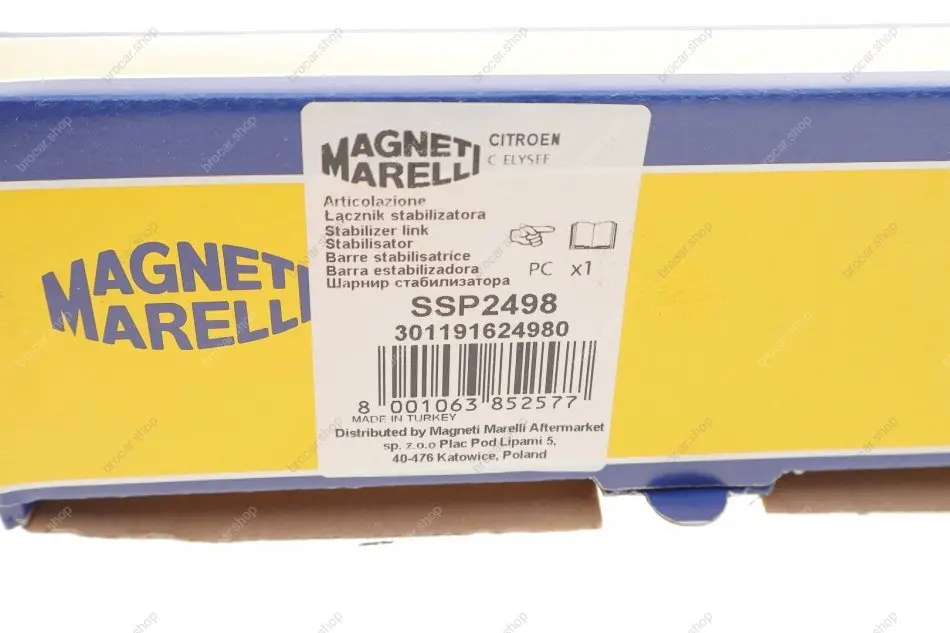 MAGNETI
MARELLI
CITROEN
C ELYSEE
Articolazione
Łącznik stabilizatora
Stabilizer link
Stabilisator
Barre stabilisatrice
Barra estabilizadora
Шарнир стабилизатора
PC x1
SSP2498
301191624980
8 001063 852577
MADE IN TURKEY
Distributed by Magneti Marelli Aftermarket
sp. z.o.o Plac Pod Lipami 5,
40-476 Katowice, Poland
MAGNETI
MARELLI
brocar.shop